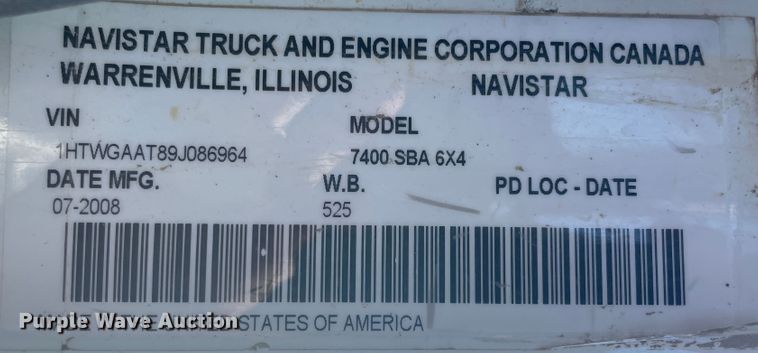 NAVISTAR TRUCK AND ENGINE CORPORATION CANADA
WARRENVILLE, ILLINOIS NAVISTAR
VIN MODEL
1HTWGAAT89J086964 7400 SBA 6X4
DATE MFG. W.B. PD LOC - DATE
07-2008 525
STATES OF AMERICA
Purple Wave Auction